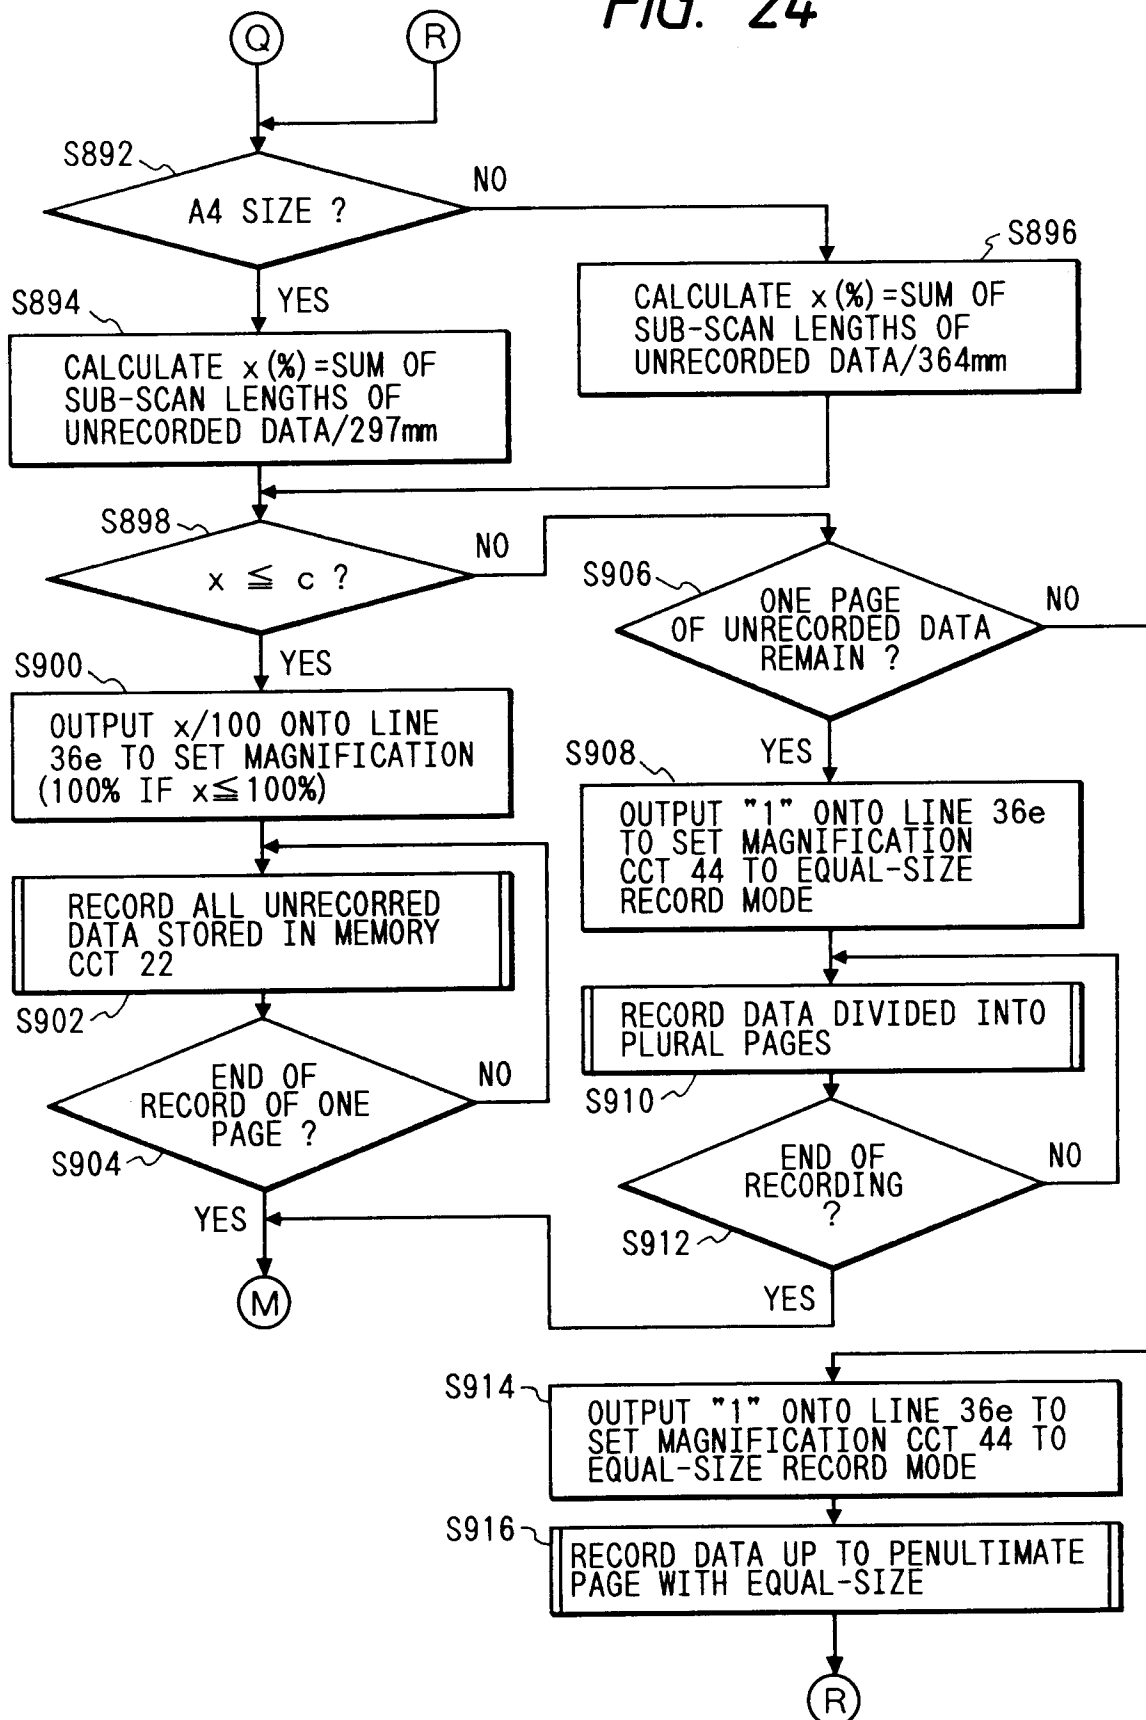 FIG. 24
Q
R
S892
A4 SIZE ?
NO
YES
S894
CALCULATE x(%)=SUM OF
SUB-SCAN LENGTHS OF
UNRECORDED DATA/297mm
S896
CALCULATE x(%)=SUM OF
SUB-SCAN LENGTHS OF
UNRECORDED DATA/364mm
S898
x ≦ c ?
NO
YES
S900
OUTPUT x/100 ONTO LINE
36e TO SET MAGNIFICATION
(100% IF x≦100%)
RECORD ALL UNRECORRED
DATA STORED IN MEMORY
CCT 22
S902
END OF
RECORD OF ONE
PAGE ?
NO
S904
YES
M
S906
ONE PAGE
OF UNRECORDED DATA
REMAIN ?
NO
YES
S908
OUTPUT "1" ONTO LINE 36e
TO SET MAGNIFICATION
CCT 44 TO EQUAL-SIZE
RECORD MODE
RECORD DATA DIVIDED INTO
PLURAL PAGES
S910
END OF
RECORDING
?
NO
S912
YES
S914
OUTPUT "1" ONTO LINE 36e TO
SET MAGNIFICATION CCT 44 TO
EQUAL-SIZE RECORD MODE
S916
RECORD DATA UP TO PENULTIMATE
PAGE WITH EQUAL-SIZE
R